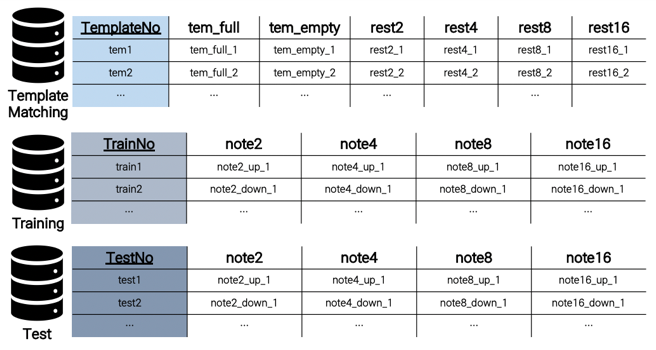 TemplateNo tem_full tem_empty rest2 rest4 rest8 rest16
tem1 tem_full_1 tem_empty_1 rest2_1 rest4_1 rest8_1 rest16_1
tem2 tem_full_2 tem_empty_2 rest2_2 rest4_2 rest8_2 rest16_2
... ... ... ... ...
Template
Matching
TrainNo note2 note4 note8 note16
train1 note2_up_1 note4_up_1 note8_up_1 note16_up_1
train2 note2_down_1 note4_down_1 note8_down_1 note16_down_1
... ... ... ... ...
Training
TestNo note2 note4 note8 note16
test1 note2_up_1 note4_up_1 note8_up_1 note16_up_1
test2 note2_down_1 note4_down_1 note8_down_1 note16_down_1
... ... ... ... ...
Test